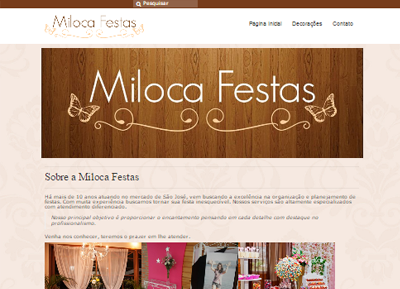 Pesquisar
Miloca Festas
Pagina Inicial Decorações Contato
Miloca Festas
Sobre a Miloca Festas
Há mais de 10 anos atuando no mercado de São José, vem buscando a excelência na organização e planejamento de
festas. Com muita experiência buscamos tornar sua festa inesquecível. Nossos serviços são altamente especializados
com atendimento diferenciado.
Nosso principal objetivo é proporcionar o encantamento pensando em cada detalhe com destaque no
profissionalismo.
Venha nos conhecer, teremos o prazer em lhe atender.